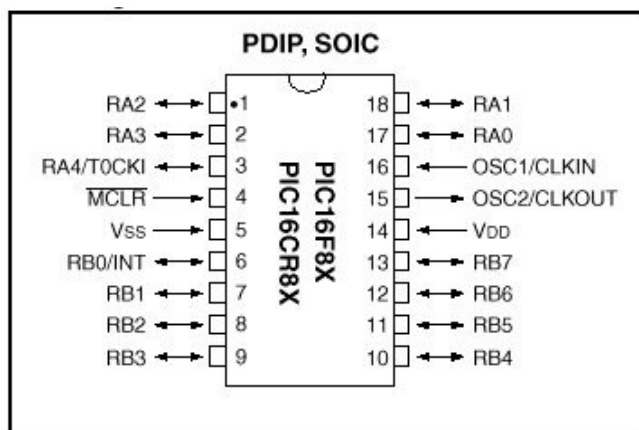 PDIP, SOIC
RA2 1 18 RA1
RA3 2 17 RA0
RA4/T0CKI 3 16 OSC1/CLKIN
MCLR 4 15 OSC2/CLKOUT
VSS 5 14 VDD
RB0/INT 6 13 RB7
RB1 7 12 RB6
RB2 8 11 RB5
RB3 9 10 RB4
PIC16F8X
PIC16CR8X